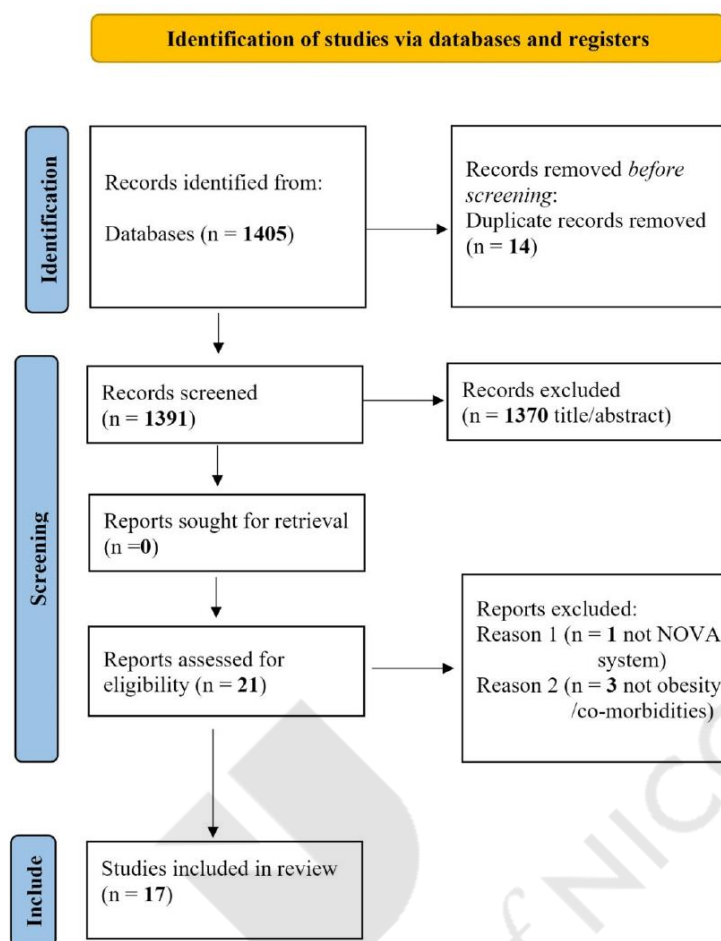 Identification of studies via databases and registers
Identification
Records identified from:
Databases (n = 1405)
Records removed before
screening:
Duplicate records removed
(n = 14)
Screening
Records screened
(n = 1391)
Records excluded
(n = 1370 title/abstract)
Reports sought for retrieval
(n =0)
Reports assessed for
eligibility (n = 21)
Reports excluded:
Reason 1 (n = 1 not NOVA
system)
Reason 2 (n = 3 not obesity
/co-morbidities)
Include
Studies included in review
(n = 17)
of NICO